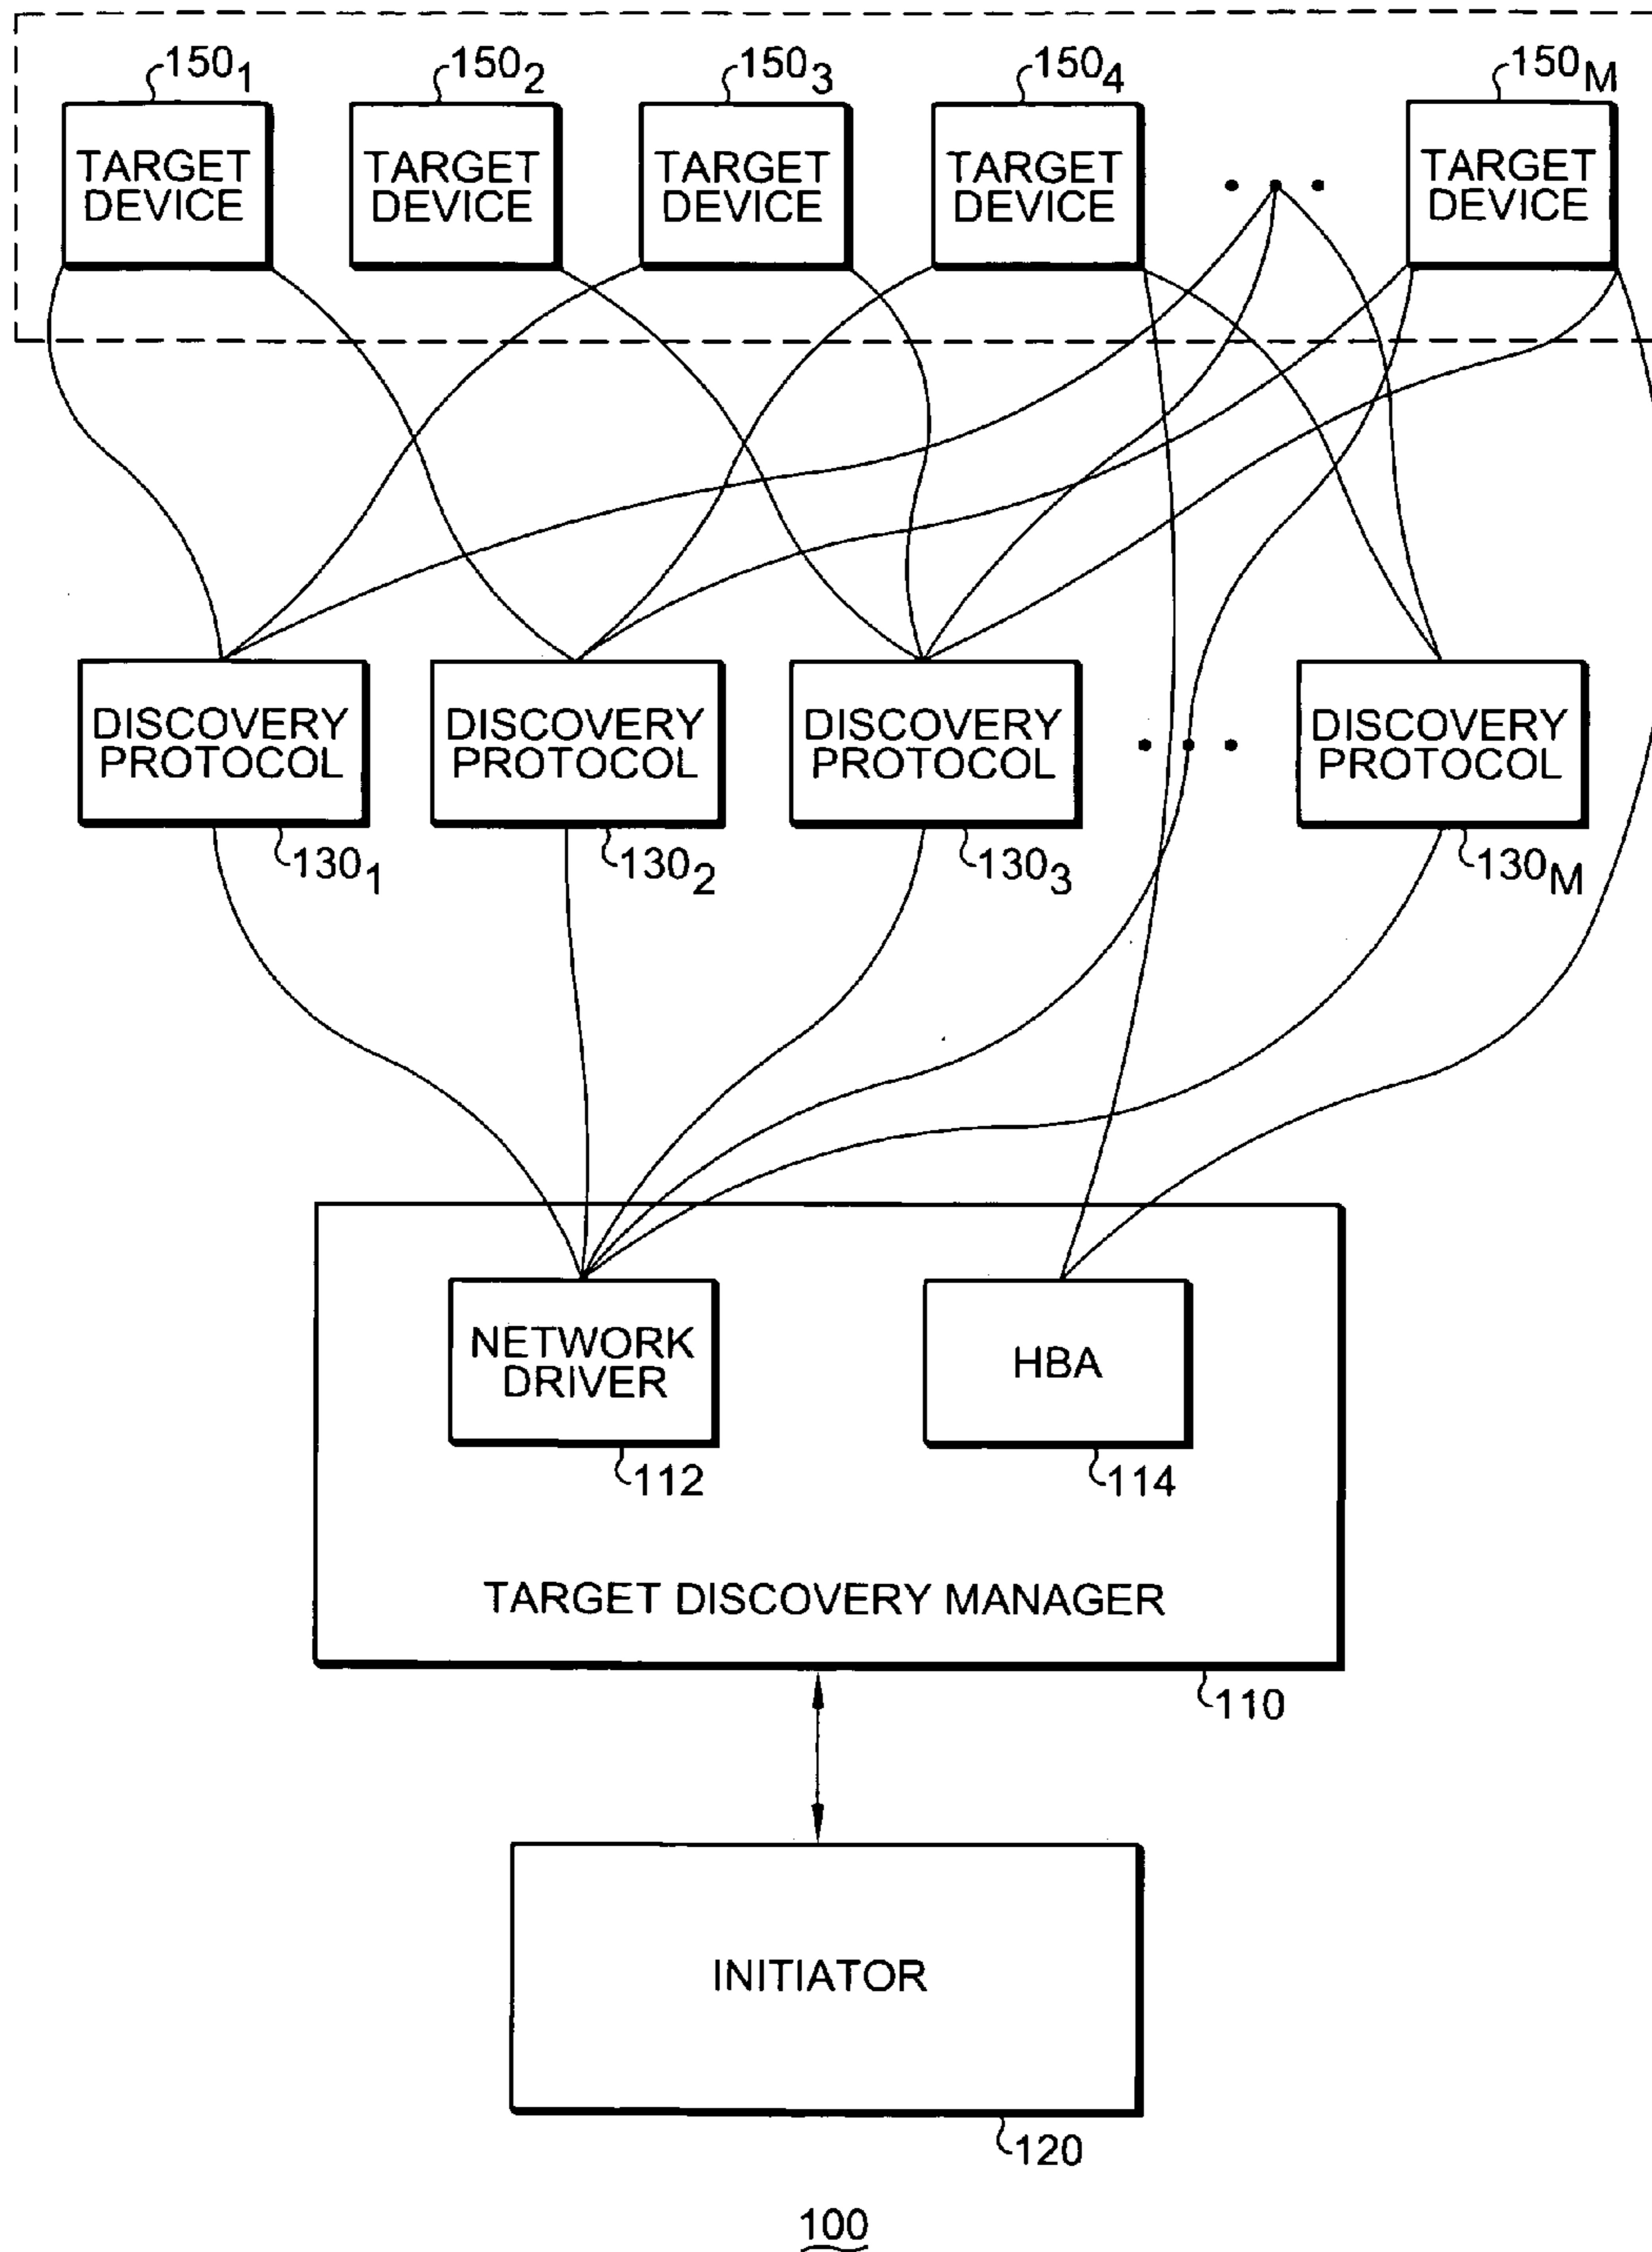 150₁ 150₂ 150₃ 150₄ 150M
TARGET DEVICE
TARGET DEVICE
TARGET DEVICE
TARGET DEVICE
• • •
TARGET DEVICE
DISCOVERY PROTOCOL
DISCOVERY PROTOCOL
DISCOVERY PROTOCOL
• • •
DISCOVERY PROTOCOL
130₁ 130₂ 130₃ 130M
NETWORK
DRIVER
HBA
112
114
TARGET DISCOVERY MANAGER
110
INITIATOR
120
100